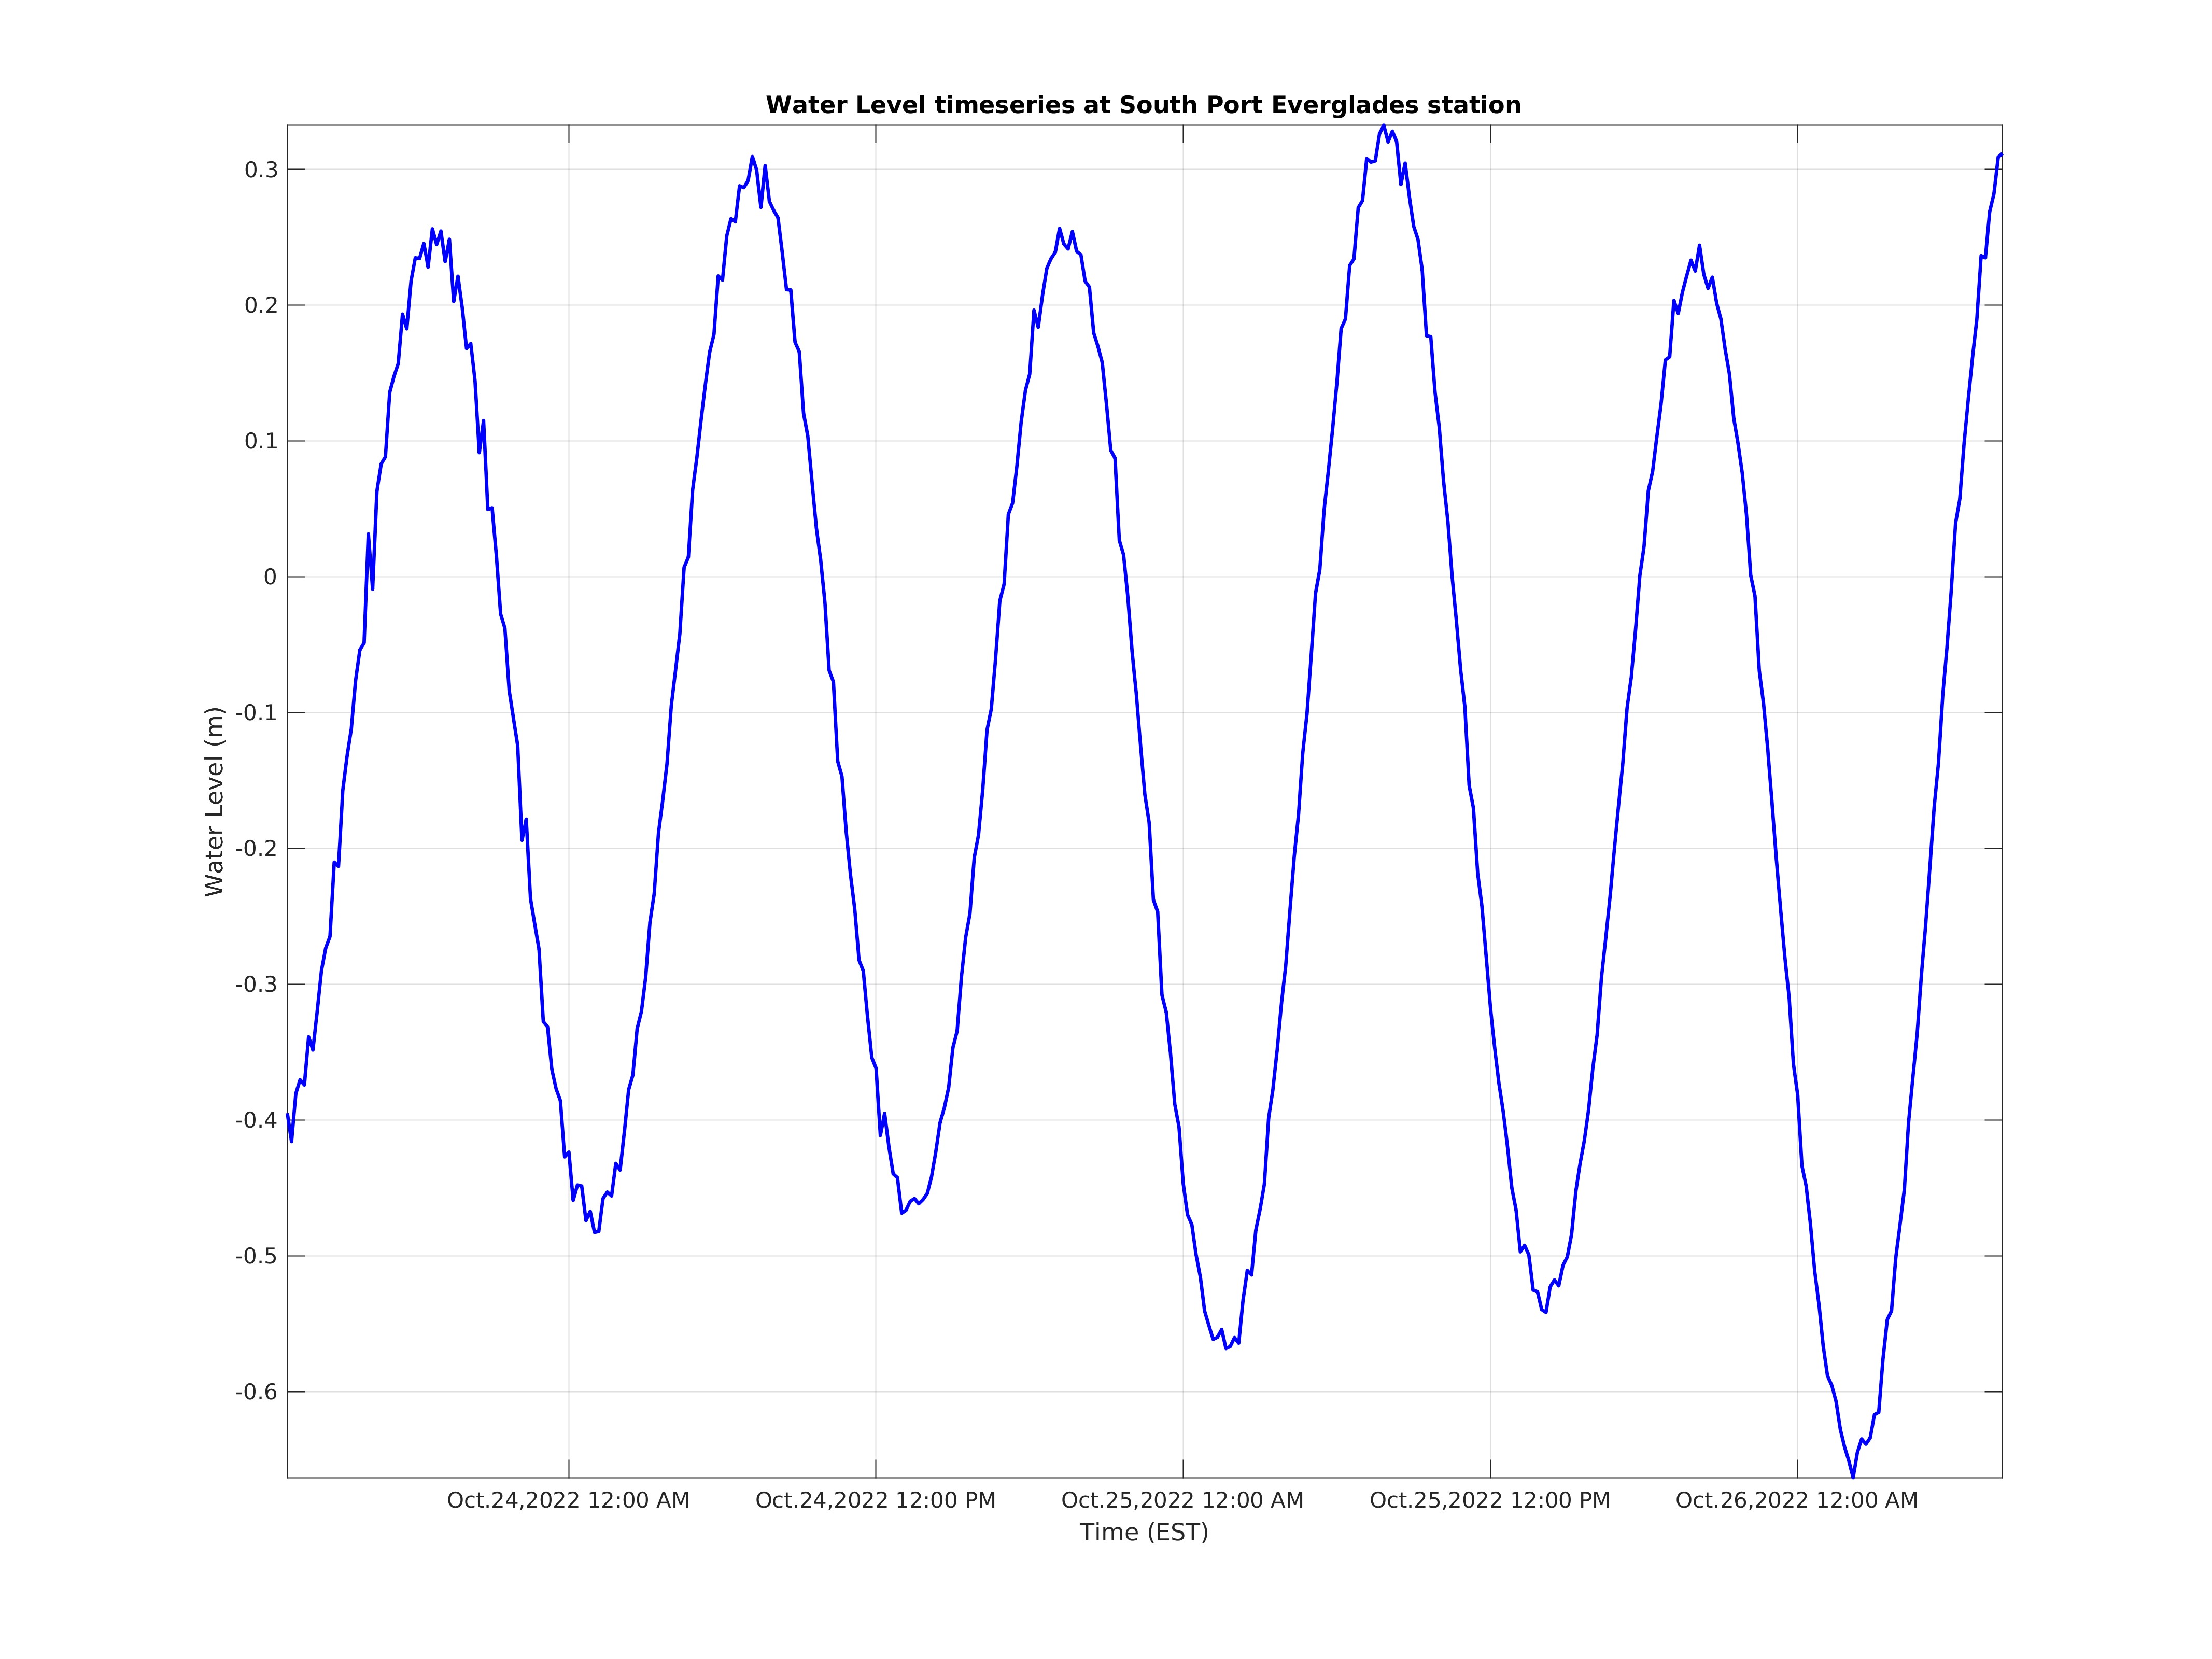 Water Level timeseries at South Port Everglades station
0.3
0.2
0.1
0
-0.1
-0.2
-0.3
-0.4
-0.5
-0.6
Water Level (m)
Oct.24,2022 12:00 AM
Oct.24,2022 12:00 PM
Oct.25,2022 12:00 AM
Oct.25,2022 12:00 PM
Oct.26,2022 12:00 AM
Time (EST)